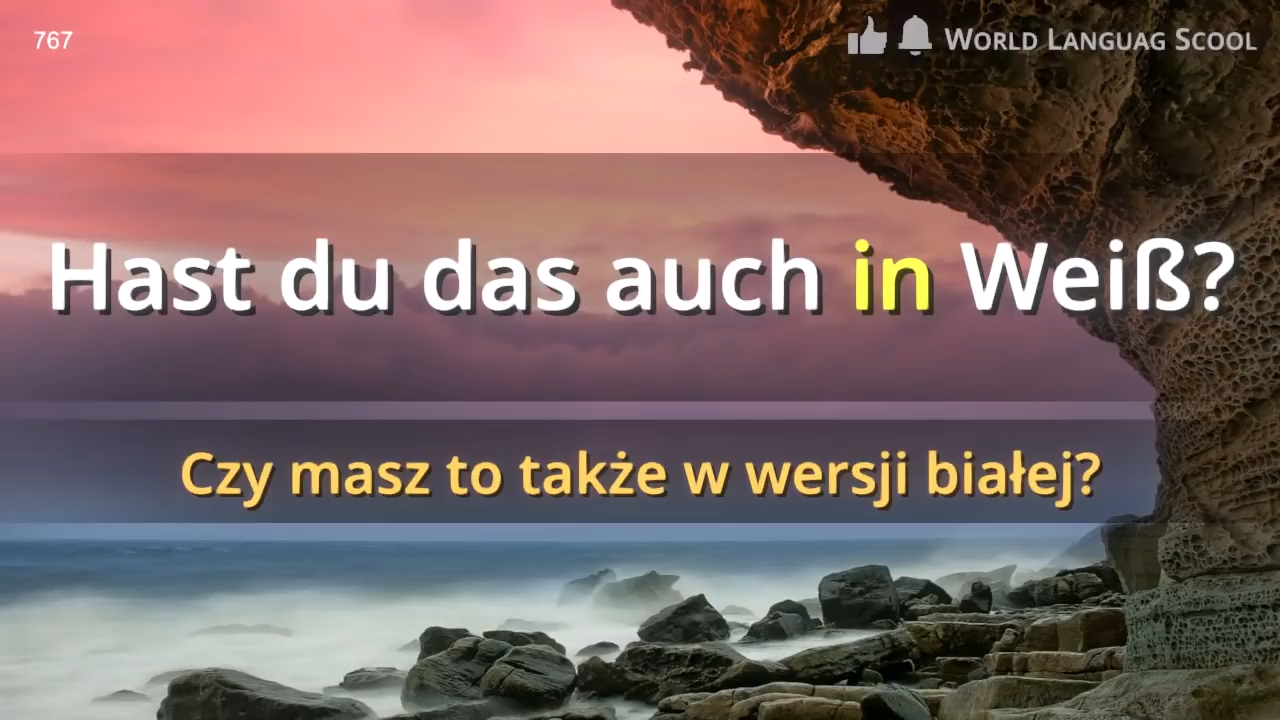 767
World Languag Scool
Hast du das auch in Weiß?
Czy masz to także w wersji białej?